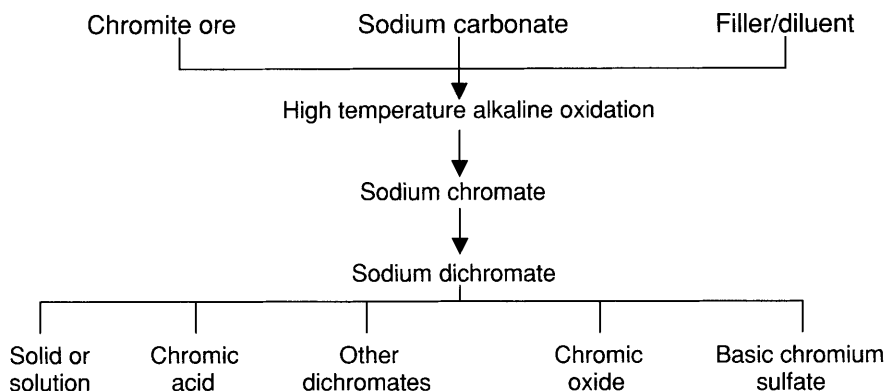 Chromite ore
Sodium carbonate
Filler/diluent
High temperature alkaline oxidation
Sodium chromate
Sodium dichromate
Solid or
solution
Chromic
acid
Other
dichromates
Chromic
oxide
Basic chromium
sulfate